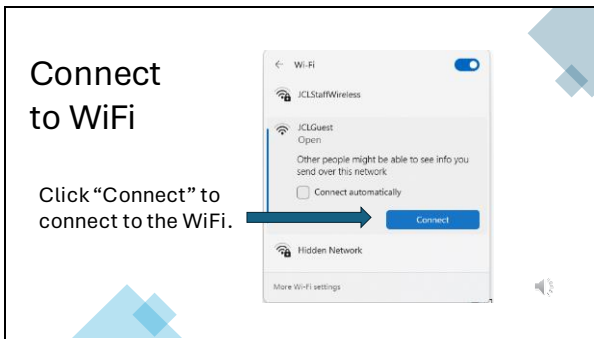 Connect
to WiFi
Click “Connect” to
connect to the WiFi.
Wi-Fi
JCLStaffWireless
JCLGuest
Open
Other people might be able to see info you
send over this network
Connect automatically
Connect
Hidden Network
More Wi-Fi settings